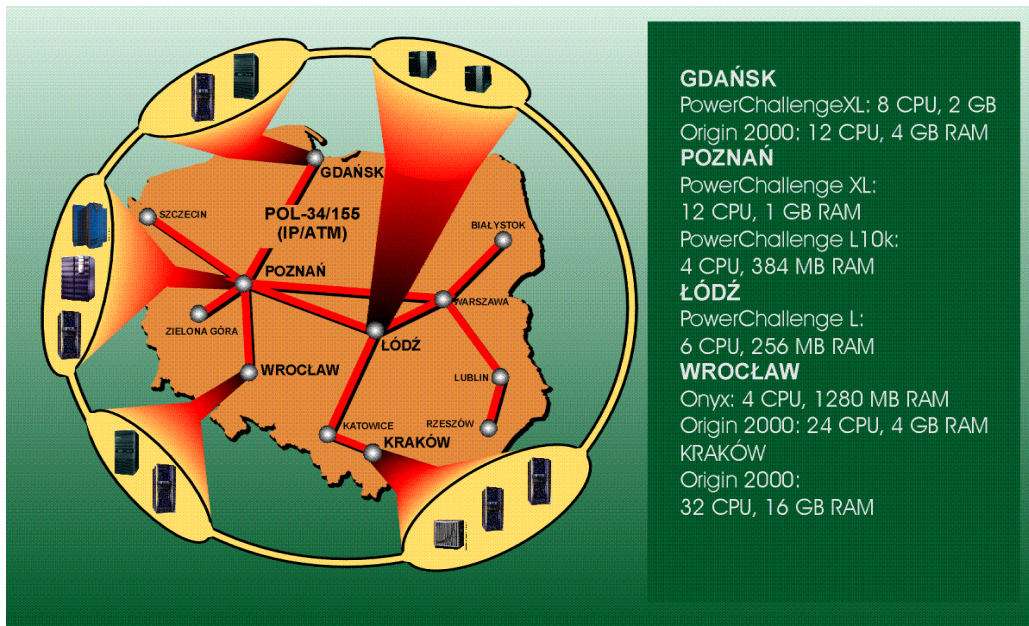 GDAŃSK
POL-34/155
(IP/ATM)
SZCZECIN
BIAŁYSTOK
POZNAŃ
WARSZAWA
ZIELONA GÓRA
ŁÓDŹ
WROCŁAW
LUBLIN
KATOWICE
KRAKÓW
RZESZÓW
GDAŃSK
PowerChallengeXL: 8 CPU, 2 GB
Origin 2000: 12 CPU, 4 GB RAM
POZNAŃ
PowerChallenge XL:
12 CPU, 1 GB RAM
PowerChallenge L10k:
4 CPU, 384 MB RAM
ŁÓDŹ
PowerChallenge L:
6 CPU, 256 MB RAM
WROCŁAW
Onyx: 4 CPU, 1280 MB RAM
Origin 2000: 24 CPU, 4 GB RAM
KRAKÓW
Origin 2000:
32 CPU, 16 GB RAM